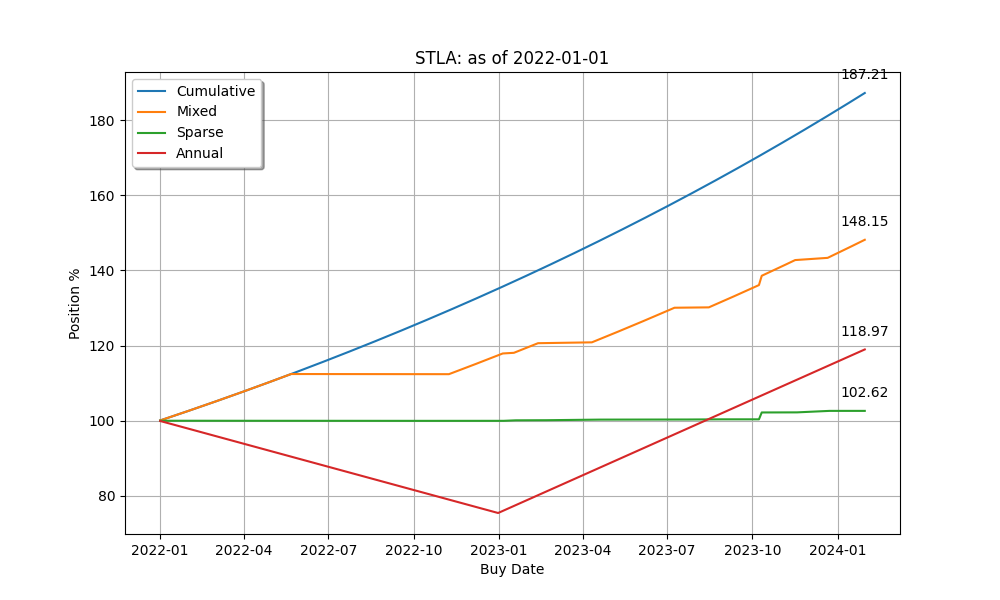 STLA: as of 2022-01-01
187.21
Cumulative
Mixed
Sparse
Annual
180
160
148.15
140
Position %
118.97
120
102.62
100
80
2022-01 2022-04 2022-07 2022-10 2023-01 2023-04 2023-07 2023-10 2024-01
Buy Date